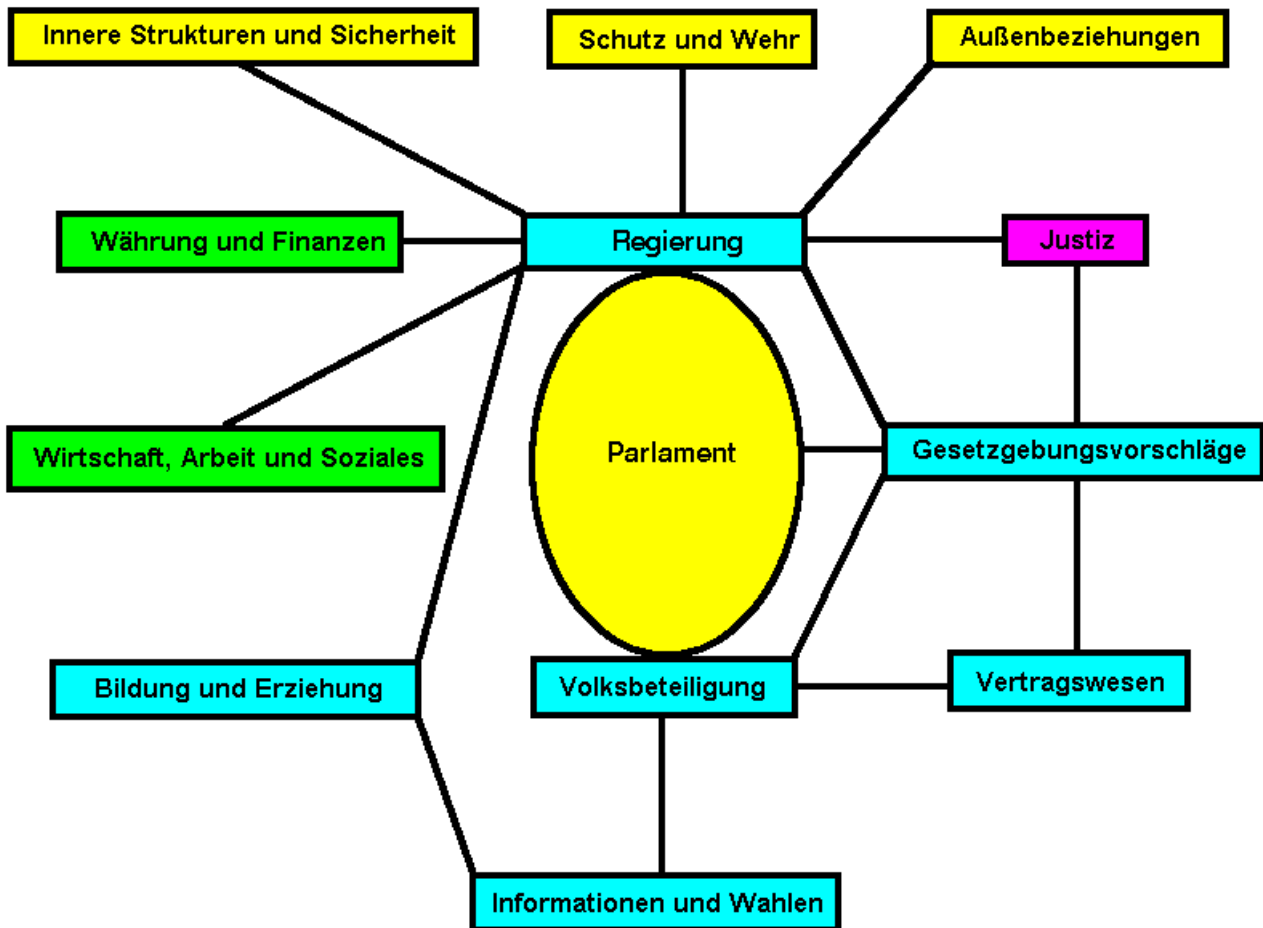 Innere Strukturen und Sicherheit
Schutz und Wehr
Außenbeziehungen
Währung und Finanzen
Regierung
Justiz
Wirtschaft, Arbeit und Soziales
Parlament
Gesetzgebungsvorschläge
Bildung und Erziehung
Volksbeteiligung
Vertragswesen
Informationen und Wahlen